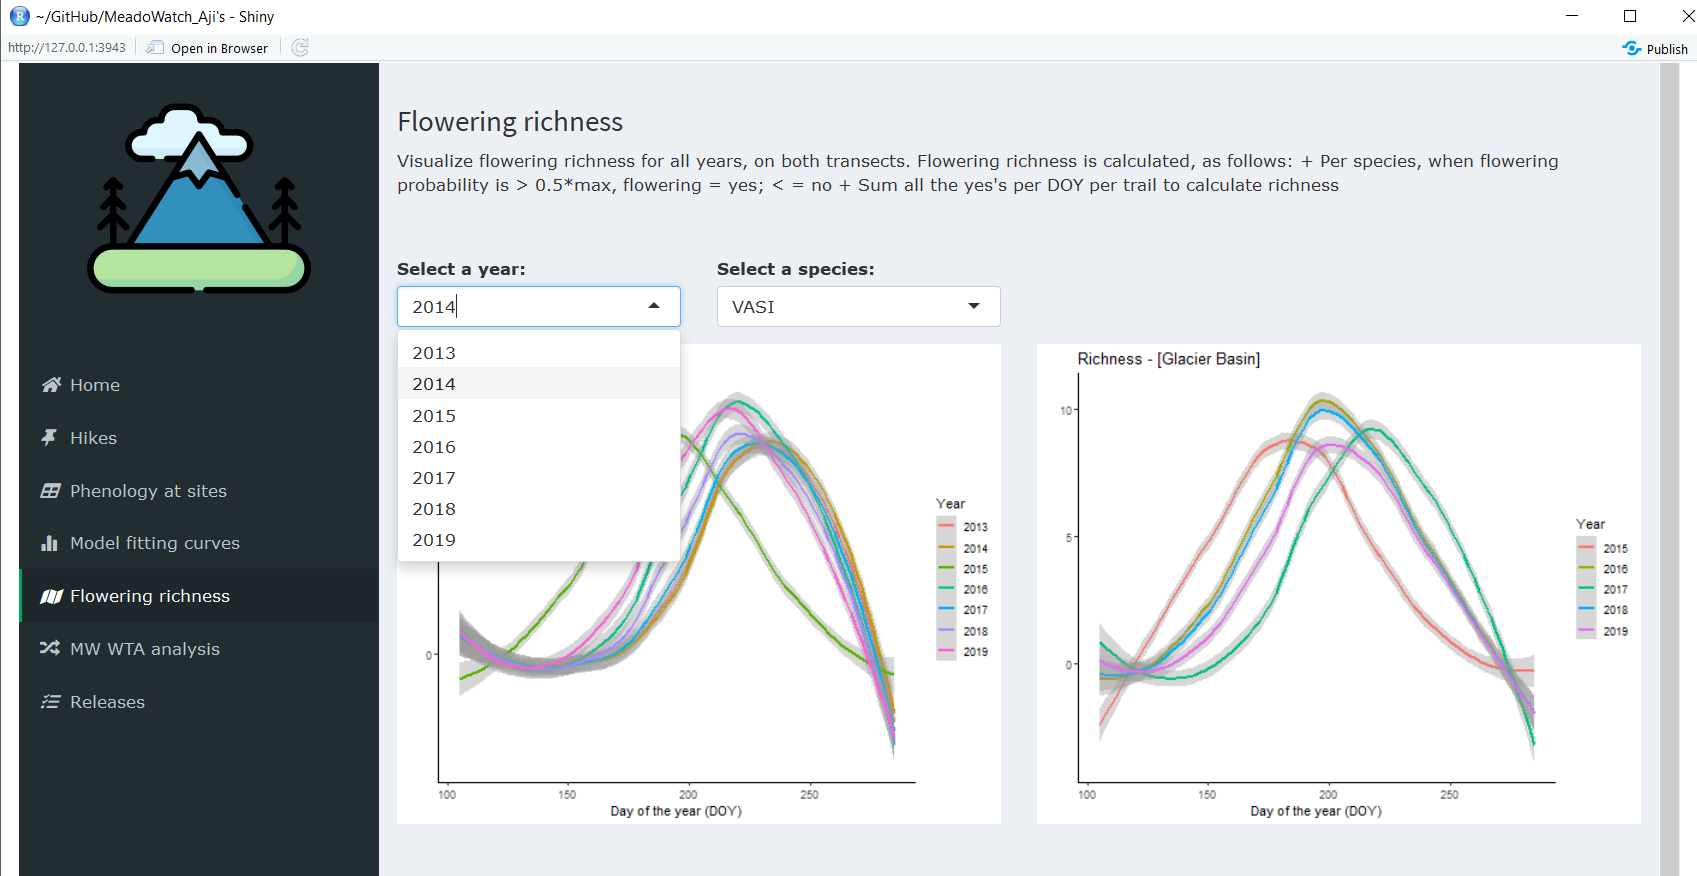 ~/GitHub/MeadoWatch_Aji's - Shiny
http://127.0.0.1:3943
Open in Browser
Publish
Home
Hikes
Phenology at sites
Model fitting curves
Flowering richness
MW WTA analysis
Releases
Flowering richness
Visualize flowering richness for all years, on both transects. Flowering richness is calculated, as follows: + Per species, when flowering
probability is > 0.5*max, flowering = yes; < = no + Sum all the yes's per DOY per trail to calculate richness
Select a year:
2014
2013
2014
2015
2016
2017
2018
2019
Select a species:
VASI
0
100 150 200 250
Day of the year (DOY)
Year
2013
2014
2015
2016
2017
2018
2019
Richness - [Glacier Basin]
10
5
0
100 150 200 250
Day of the year (DOY)
Year
2015
2016
2017
2018
2019